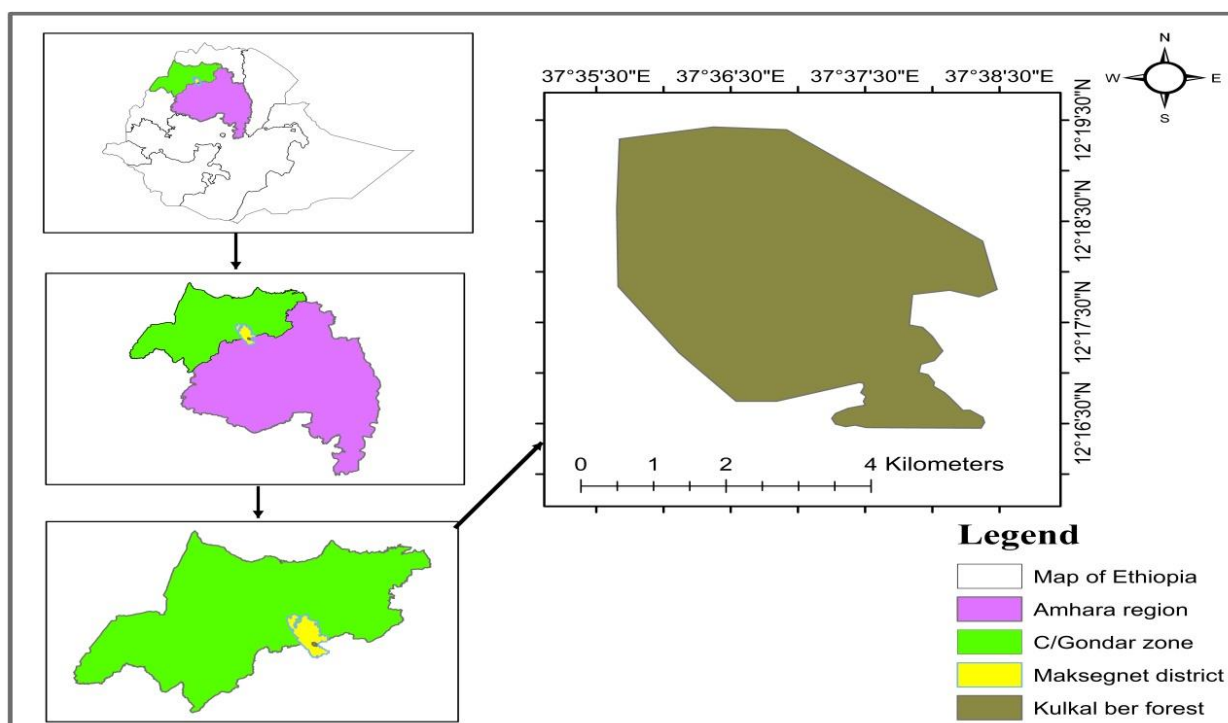 37°35'30"E 37°36'30"E 37°37'30"E 37°38'30"E
N
W E
S
12°19'30"N
12°18'30"N
12°17'30"N
12°16'30"N
0 1 2 4 Kilometers
Legend
Map of Ethiopia
Amhara region
C/Gondar zone
Maksegnet district
Kulkal ber forest